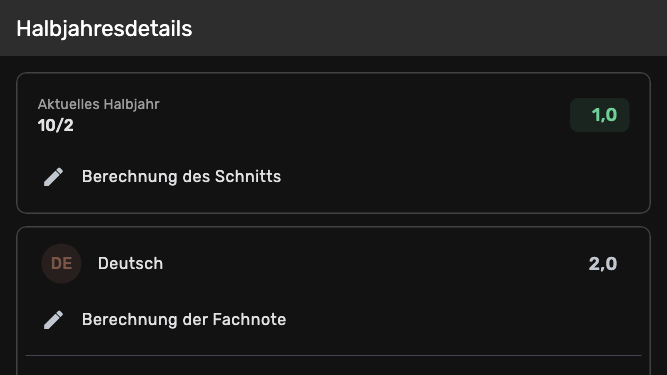 Halbjahresdetails
Aktuelles Halbjahr
10/2
1,0
Berechnung des Schnitts
DE
Deutsch
2,0
Berechnung der Fachnote